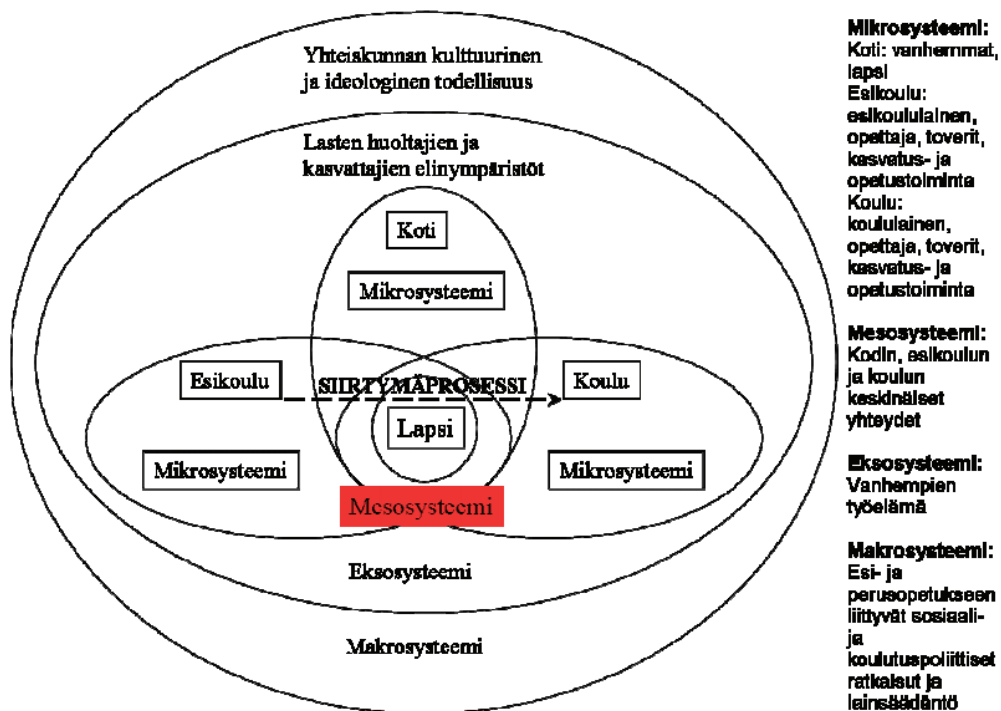 Yhteiskunnan kulttuurinen
ja ideologinen todellisuus
Lasten huoltajien ja
kasvattajien elinympäristöt
Koti
Mikrosysteemi
Esikoulu
SIIRTYMÄPROSESSI
Koulu
Lapsi
Mikrosysteemi
Mikrosysteemi
Mesosysteemi
Eksosysteemi
Makrosysteemi
Mikrosysteemi:
Koti: vanhemmat,
lapsi
Esikoulu:
esikoululainen,
opettaja, toverit,
kasvatus- ja
opetustoiminta
Koulu:
koululainen,
opettaja, toverit,
kasvatus- ja
opetustoiminta
Mesosysteemi:
Kodin, esikoulun
ja koulun
keskinäiset
yhteydet
Eksosysteemi:
Vanhempien
työelämä
Makrosysteemi:
Esi- ja
perusopetukseen
liittyvät sosiaali-
ja
koulutuspoliittiset
ratkaisut ja
lainsäädäntö